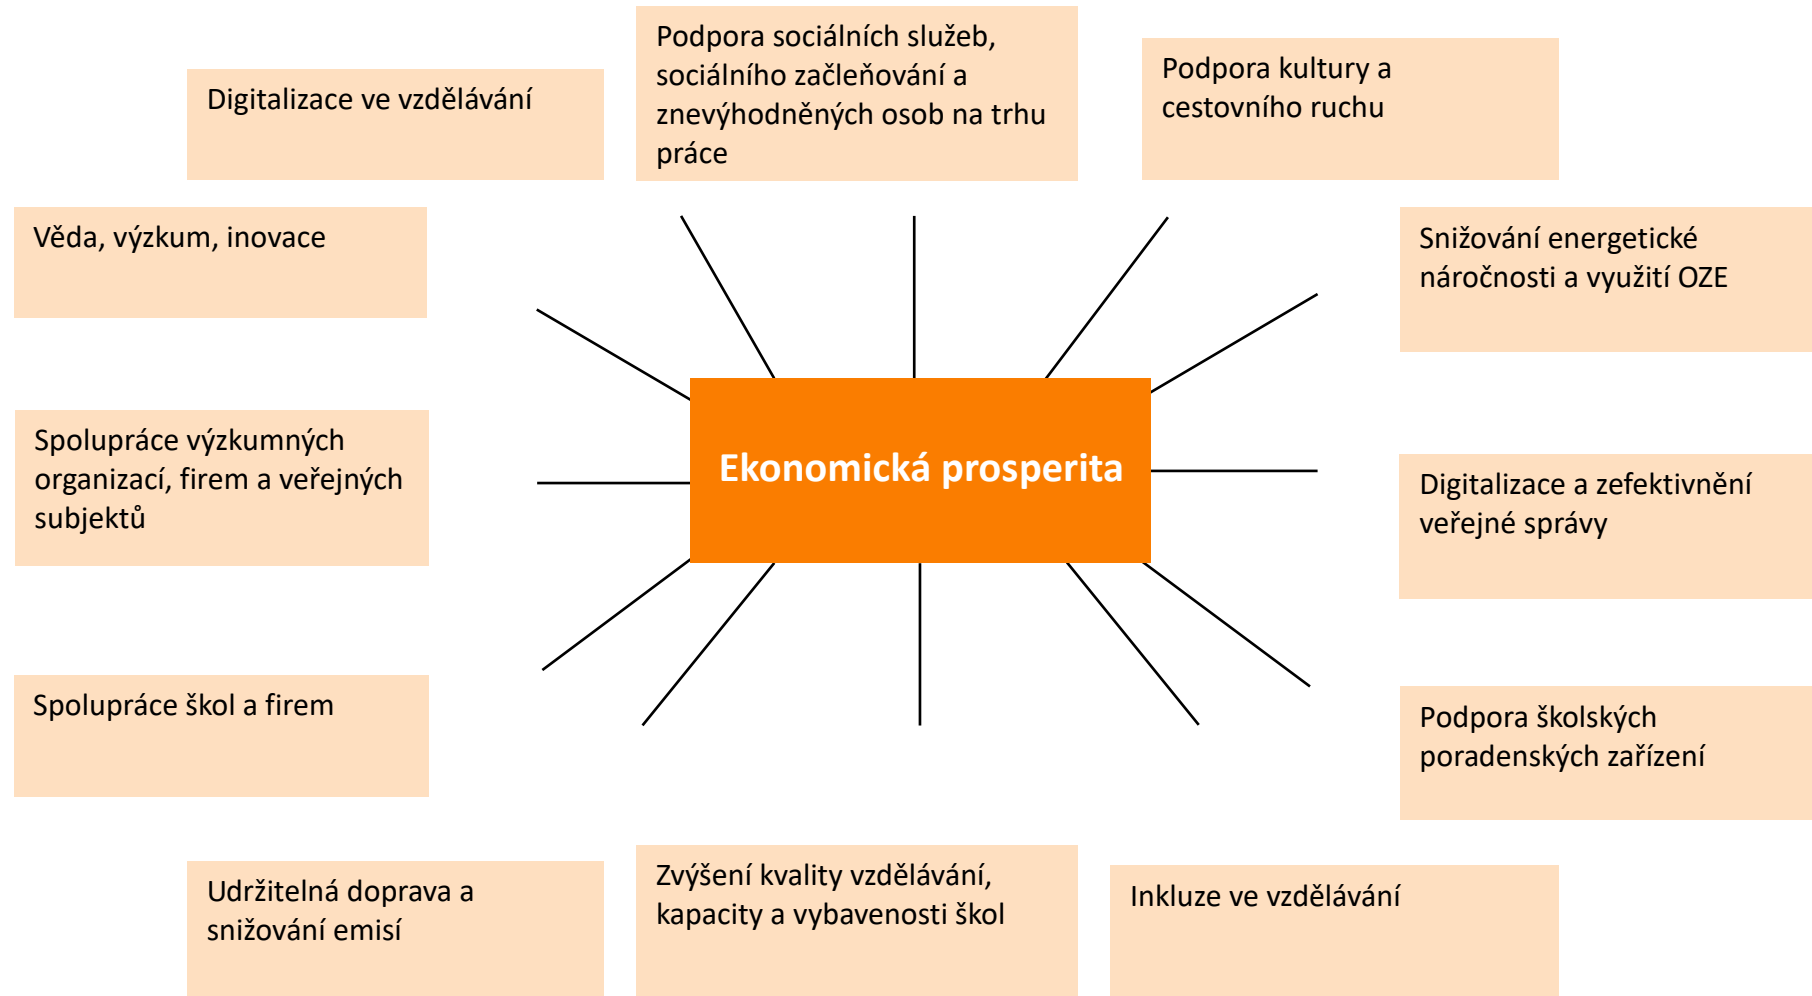 Podpora sociálních služeb,
sociálního začleňování a
znevýhodněných osob na trhu
práce
Podpora kultury a
cestovního ruchu
Digitalizace ve vzdělávání
Věda, výzkum, inovace
Snižování energetické
náročnosti a využití OZE
Spolupráce výzkumných
organizací, firem a veřejných
subjektů
Ekonomická prosperita
Digitalizace a zefektivnění
veřejné správy
Spolupráce škol a firem
Podpora školských
poradenských zařízení
Udržitelná doprava a
snižování emisí
Zvýšení kvality vzdělávání,
kapacity a vybavenosti škol
Inkluze ve vzdělávání